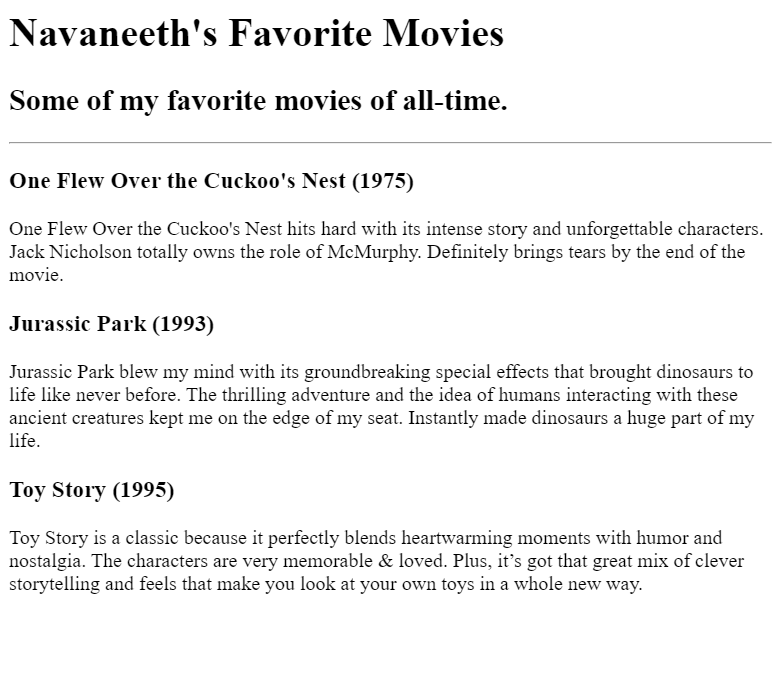 Navaneeth's Favorite Movies
Some of my favorite movies of all-time.
One Flew Over the Cuckoo's Nest (1975)
One Flew Over the Cuckoo's Nest hits hard with its intense story and unforgettable characters.
Jack Nicholson totally owns the role of McMurphy. Definitely brings tears by the end of the
movie.
Jurassic Park (1993)
Jurassic Park blew my mind with its groundbreaking special effects that brought dinosaurs to
life like never before. The thrilling adventure and the idea of humans interacting with these
ancient creatures kept me on the edge of my seat. Instantly made dinosaurs a huge part of my
life.
Toy Story (1995)
Toy Story is a classic because it perfectly blends heartwarming moments with humor and
nostalgia. The characters are very memorable & loved. Plus, it’s got that great mix of clever
storytelling and feels that make you look at your own toys in a whole new way.